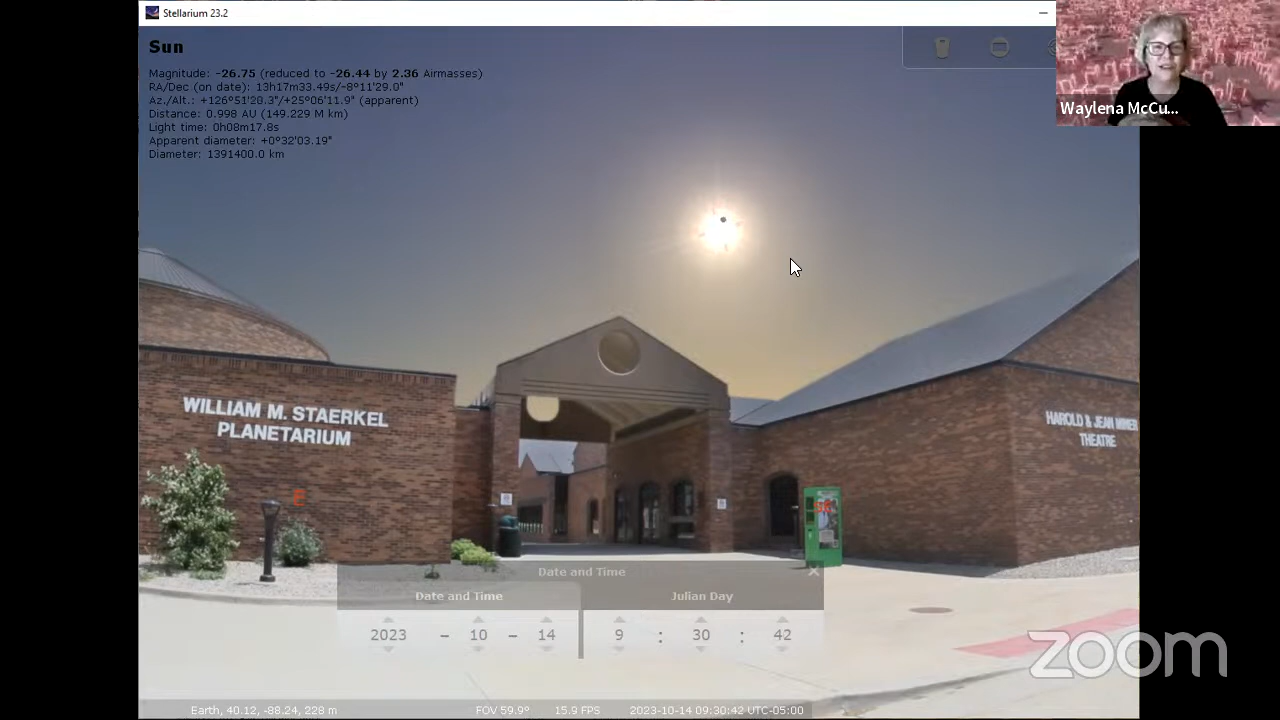 Stellarium 23.2
Sun
Magnitude: -26.75 (reduced to -26.44 by 2.36 Airmasses)
RA/Dec (on date): 13h17m33.49s/-8°11'29.0"
Az./Alt.: +126°51'20.3"/+25°06'11.9" (apparent)
Distance: 0.998 AU (149.229 M km)
Light time: 0h08m17.8s
Apparent diameter: +0°32'03.19"
Diameter: 1391400.0 km
Waylena McCu...
WILLIAM M. STAERKEL
PLANETARIUM
HAROLD & JEAN MINER
THEATRE
E
SE
Date and Time
Date and Time
Julian Day
2023 - 10 - 14 9 : 30 : 42
zoom
Earth, 40.12, -88.24, 228 m FOV 59.9° 15.9 FPS 2023-10-14 09:30:42 UTC-05:00